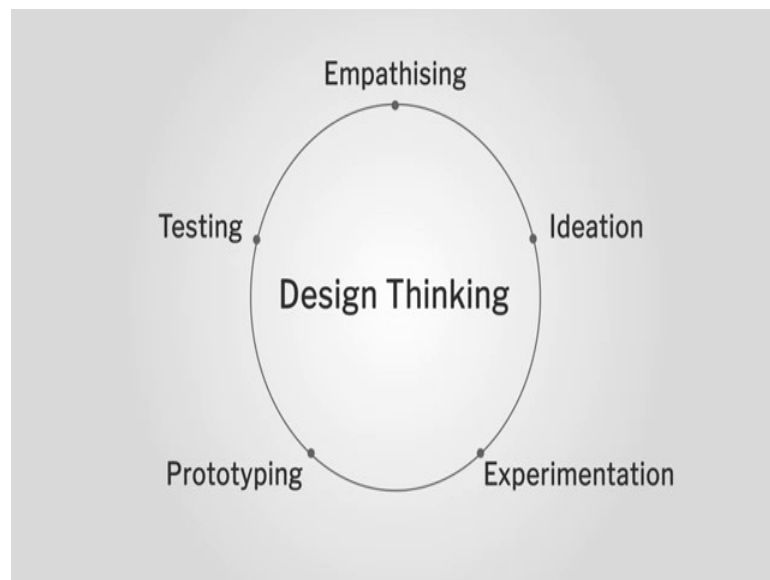 Empathising
Testing
Ideation
Design Thinking
Prototyping
Experimentation